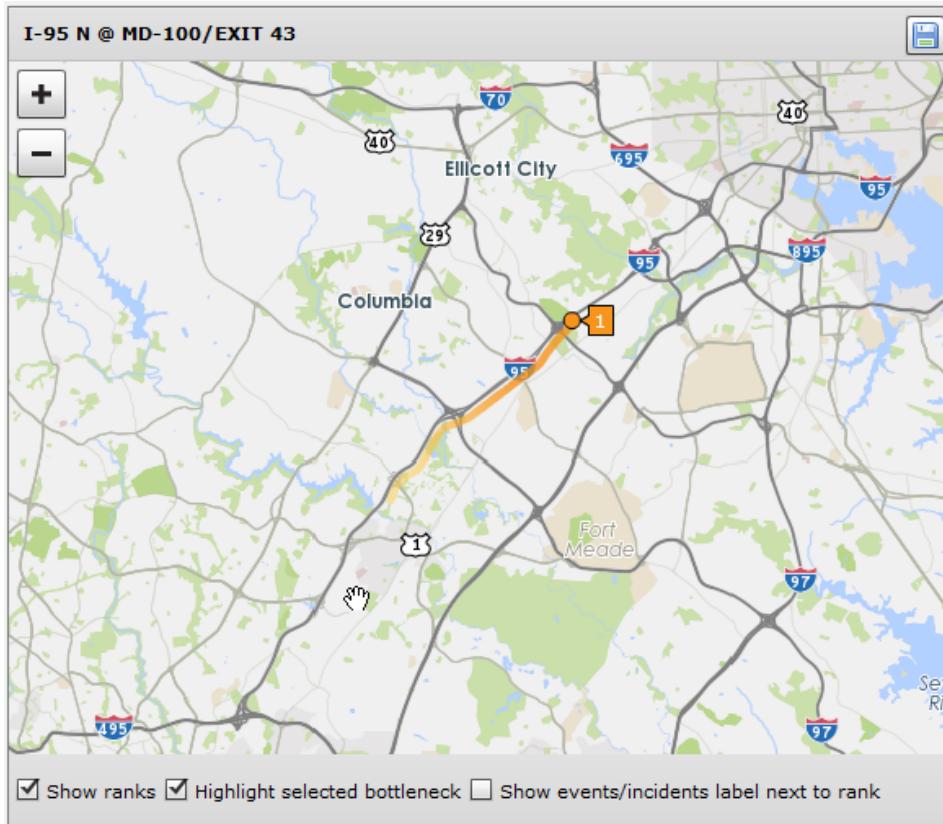 I-95 N @ MD-100/EXIT 43
+
−
70
40
40
695
Ellicott City
95
29
95
895
Columbia
1
95
1
Fort
Meade
97
Se
Ri
495
97
Show ranks Highlight selected bottleneck Show events/incidents label next to rank